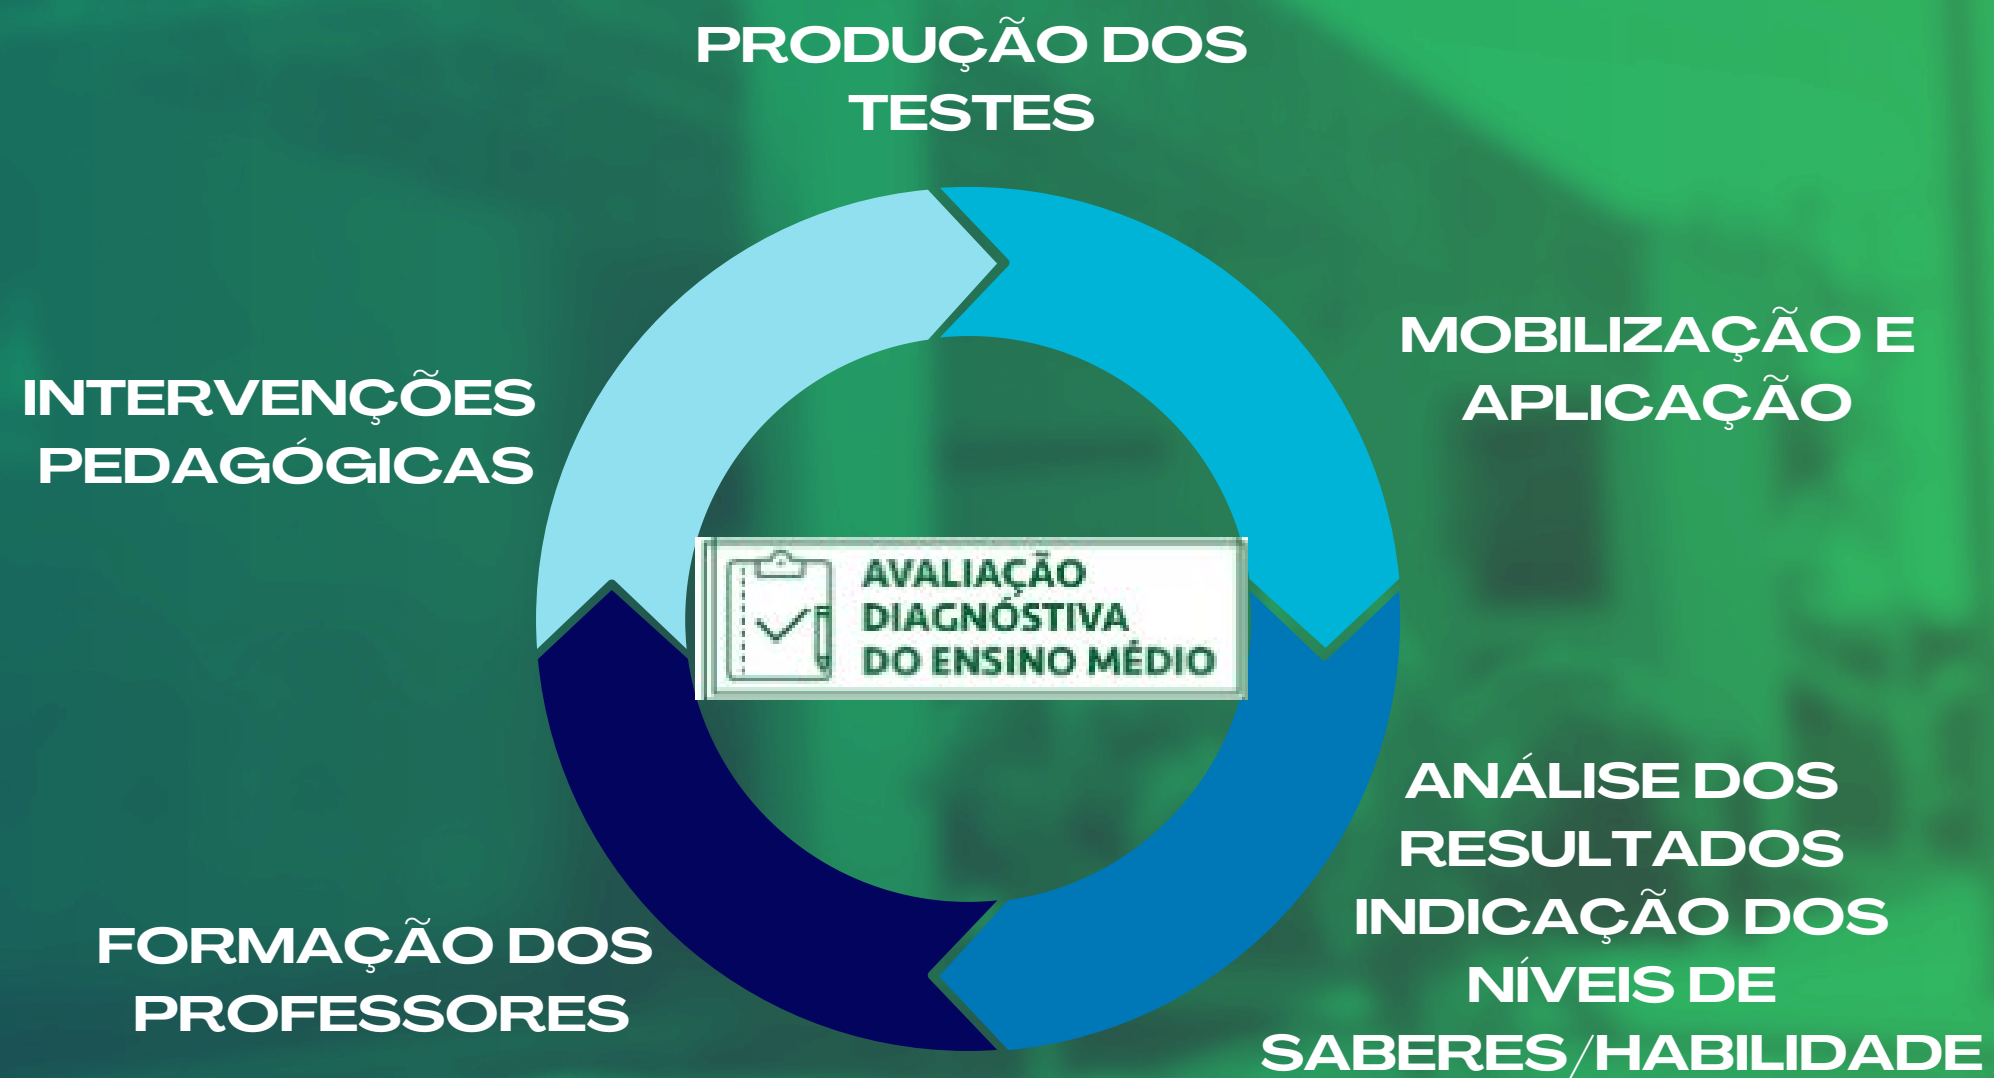 PRODUÇÃO DOS
TESTES
MOBILIZAÇÃO E
APLICAÇÃO
INTERVENÇÕES
PEDAGÓGICAS
AVALIAÇÃO
DIAGNÓSTIVA
DO ENSINO MÉDIO
ANÁLISE DOS
RESULTADOS
INDICAÇÃO DOS
NÍVEIS DE
SABERES/HABILIDADE
FORMAÇÃO DOS
PROFESSORES